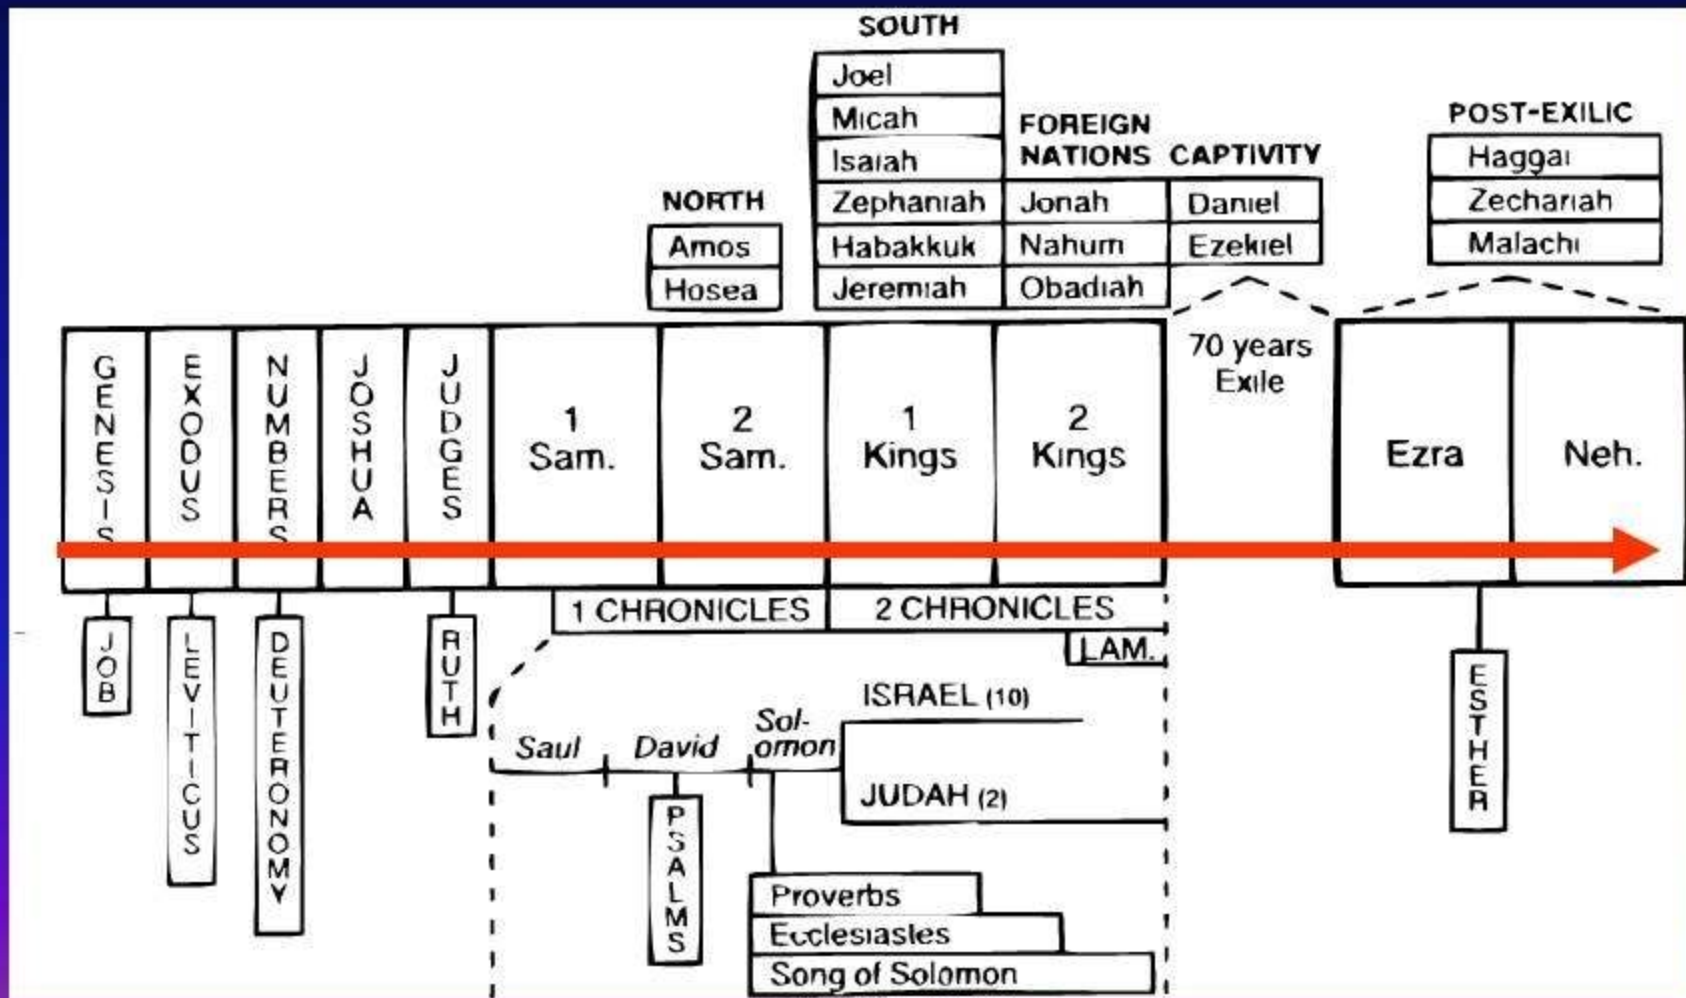 SOUTH
Joel
Micah
Isaiah
Zephaniah
Habakkuk
Jeremiah
FOREIGN
NATIONS
Jonah
Nahum
Obadiah
CAPTIVITY
Daniel
Ezekiel
POST-EXILIC
Haggai
Zechariah
Malachi
NORTH
Amos
Hosea
GENESIS
EXODUS
NUMBERS
JOSHUA
JUDGES
1
Sam.
2
Sam.
1
Kings
2
Kings
70 years
Exile
Ezra
Neh.
JOB
LEVITICUS
DEUTERONOMY
RUTH
1 CHRONICLES
2 CHRONICLES
LAM.
ESTHER
Saul
David
Sol-
omon
ISRAEL (10)
JUDAH (2)
PSALMS
Proverbs
Ecclesiastes
Song of Solomon